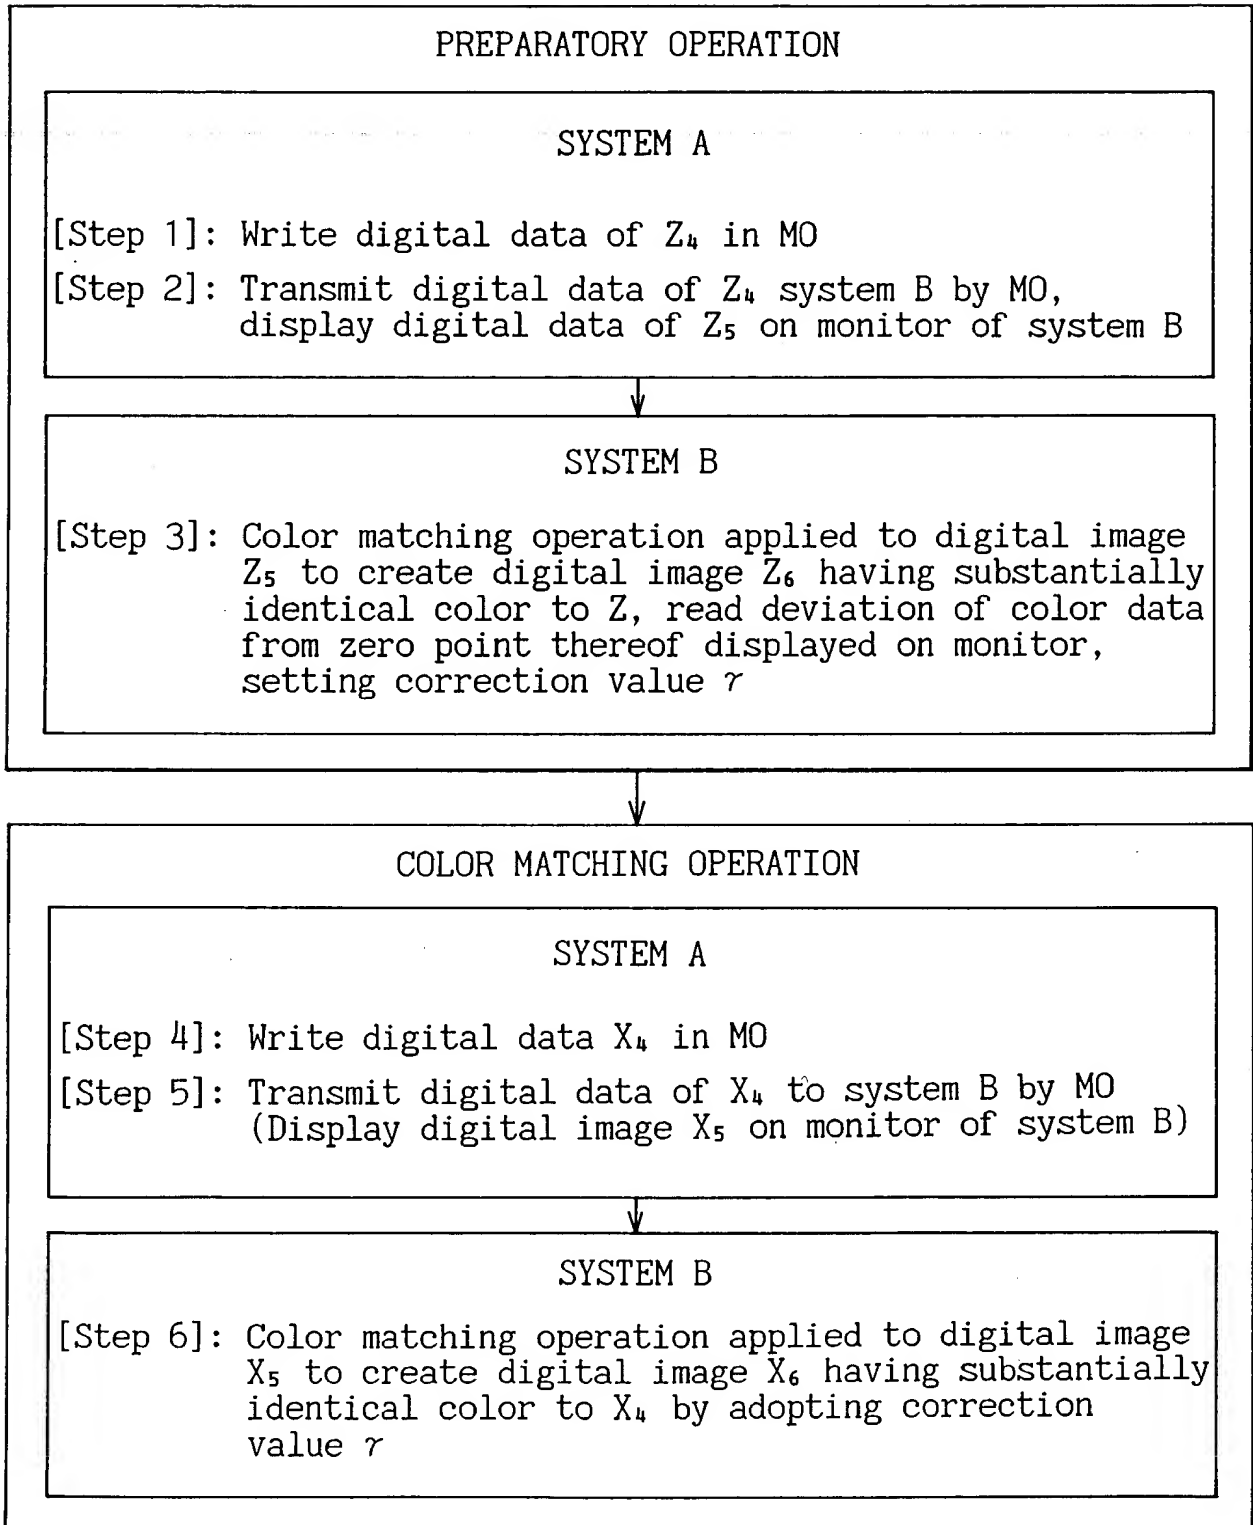 PREPARATORY OPERATION
SYSTEM A
[Step 1]: Write digital data of Z₄ in MO
[Step 2]: Transmit digital data of Z₄ system B by MO,
display digital data of Z₅ on monitor of system B
SYSTEM B
[Step 3]: Color matching operation applied to digital image
Z₅ to create digital image Z₆ having substantially
identical color to Z, read deviation of color data
from zero point thereof displayed on monitor,
setting correction value γ
COLOR MATCHING OPERATION
SYSTEM A
[Step 4]: Write digital data X₄ in MO
[Step 5]: Transmit digital data of X₄ to system B by MO
(Display digital image X₅ on monitor of system B)
SYSTEM B
[Step 6]: Color matching operation applied to digital image
X₅ to create digital image X₆ having substantially
identical color to X₄ by adopting correction
value γ